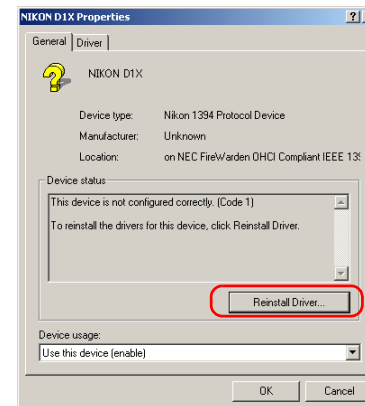 NIKON D1X Properties
General Driver
NIKON D1X
Device type: Nikon 1394 Protocol Device
Manufacturer: Unknown
Location: on NEC FireWarden OHCI Compliant IEEE
Device status
This device is not configured correctly. (Code 1)
To reinstall the drivers for this device, click Reinstall Driver.
Reinstall Driver...
Device usage:
Use this device (enable)
OK Cancel